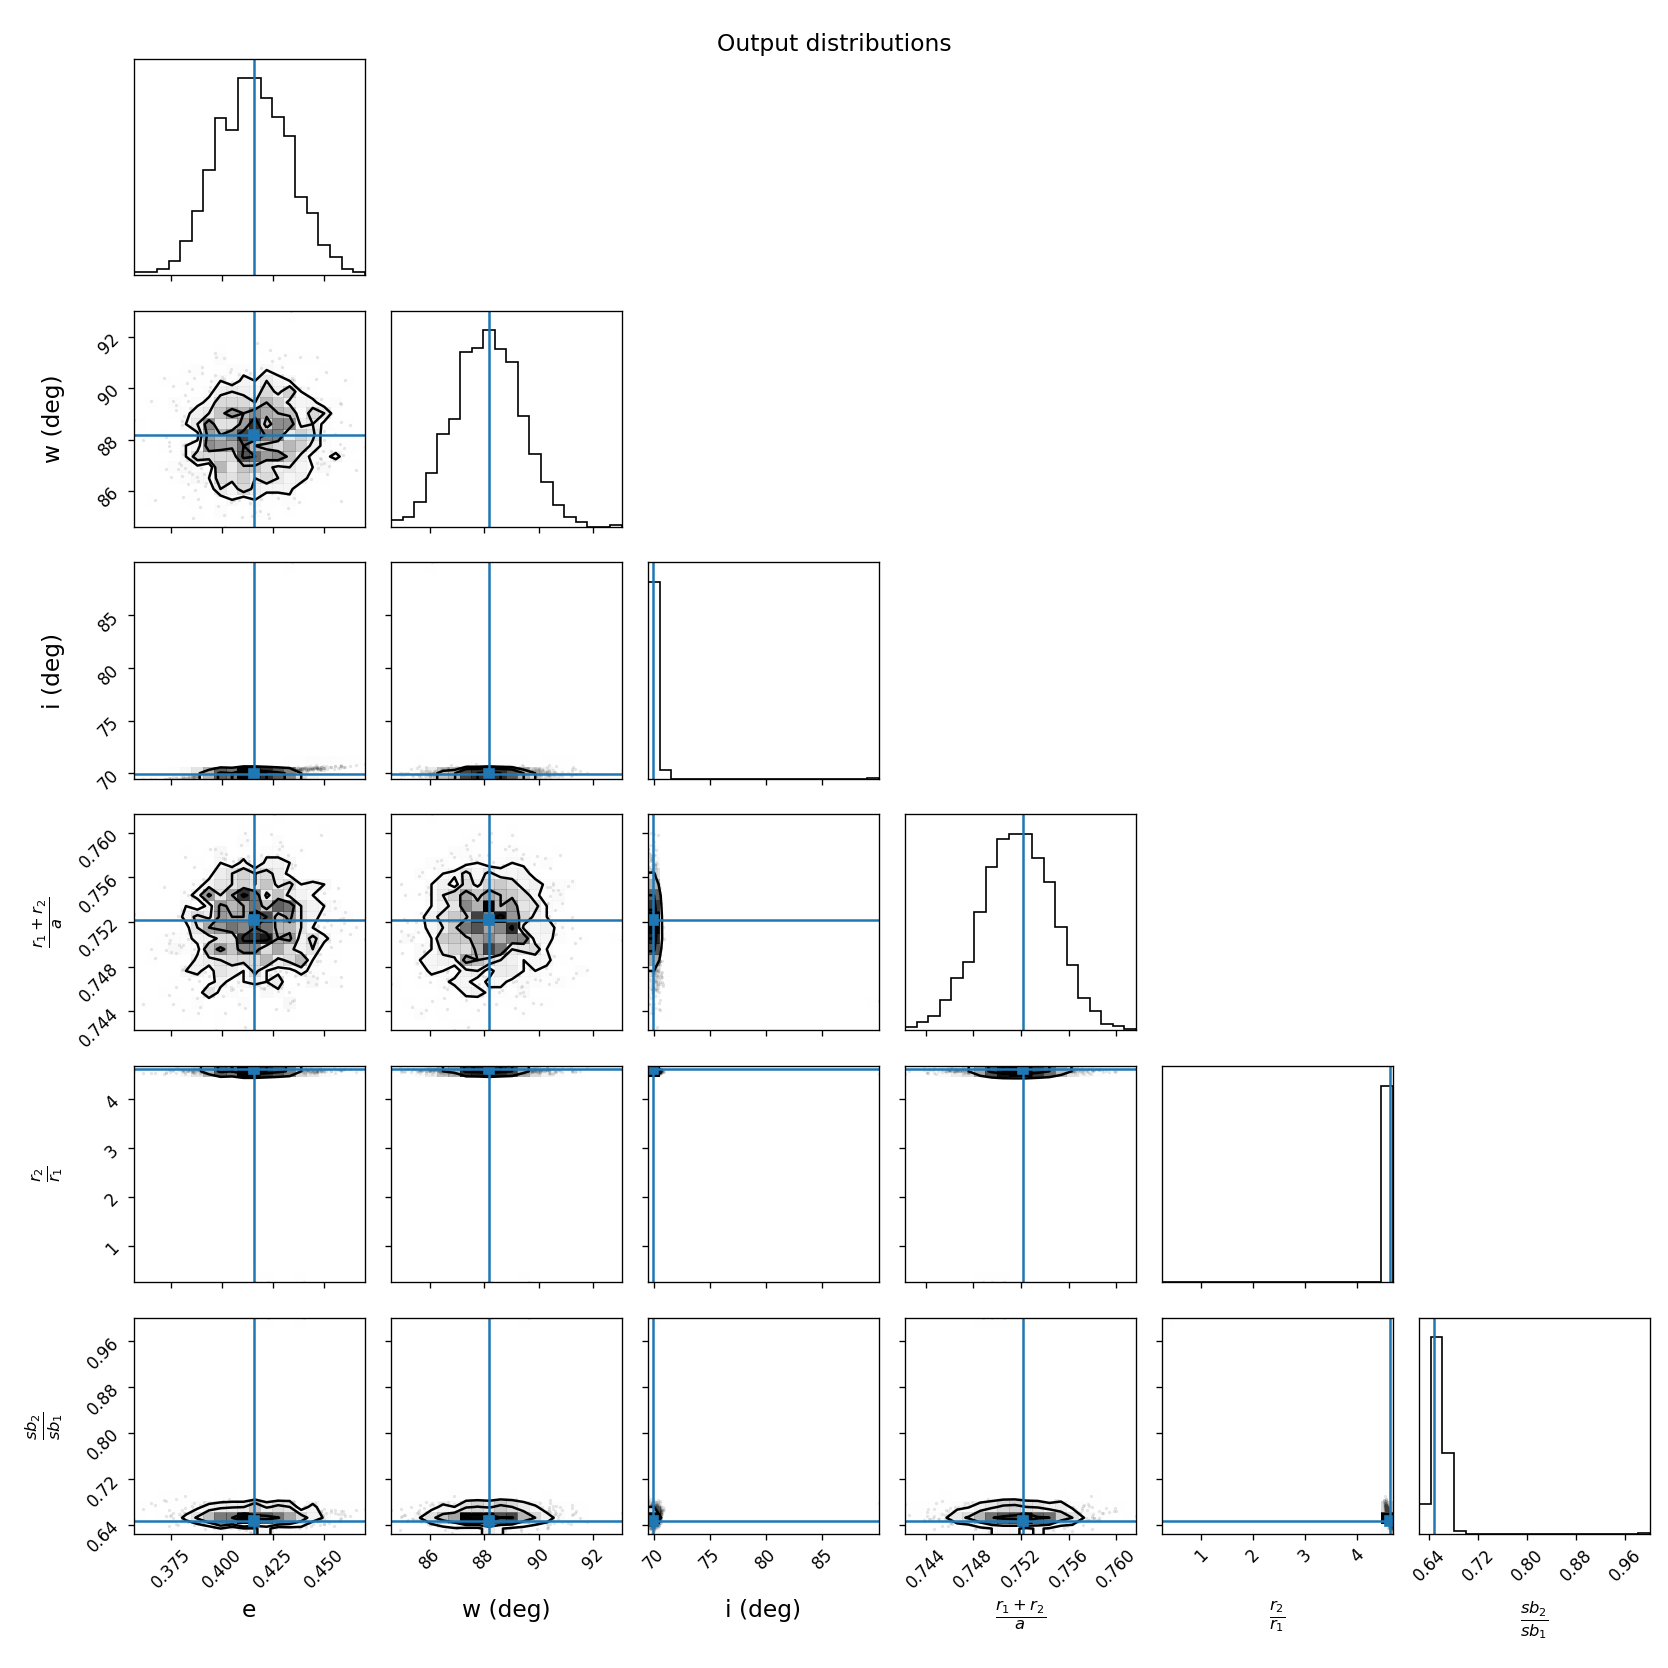 Output distributions
w (deg)
92
90
88
86
i (deg)
85
80
75
70
r₁ + r₂
a
0.760
0.756
0.752
0.748
0.744
r₂
r₁
4
3
2
1
sb₂
sb₁
0.96
0.88
0.80
0.72
0.64
0.375 0.400 0.425 0.450
86 88 90 92
70 75 80 85
0.744 0.748 0.752 0.756 0.760
1 2 3 4
0.64 0.72 0.80 0.88 0.96
e
w (deg)
i (deg)
r₁ + r₂
a
r₂
r₁
sb₂
sb₁